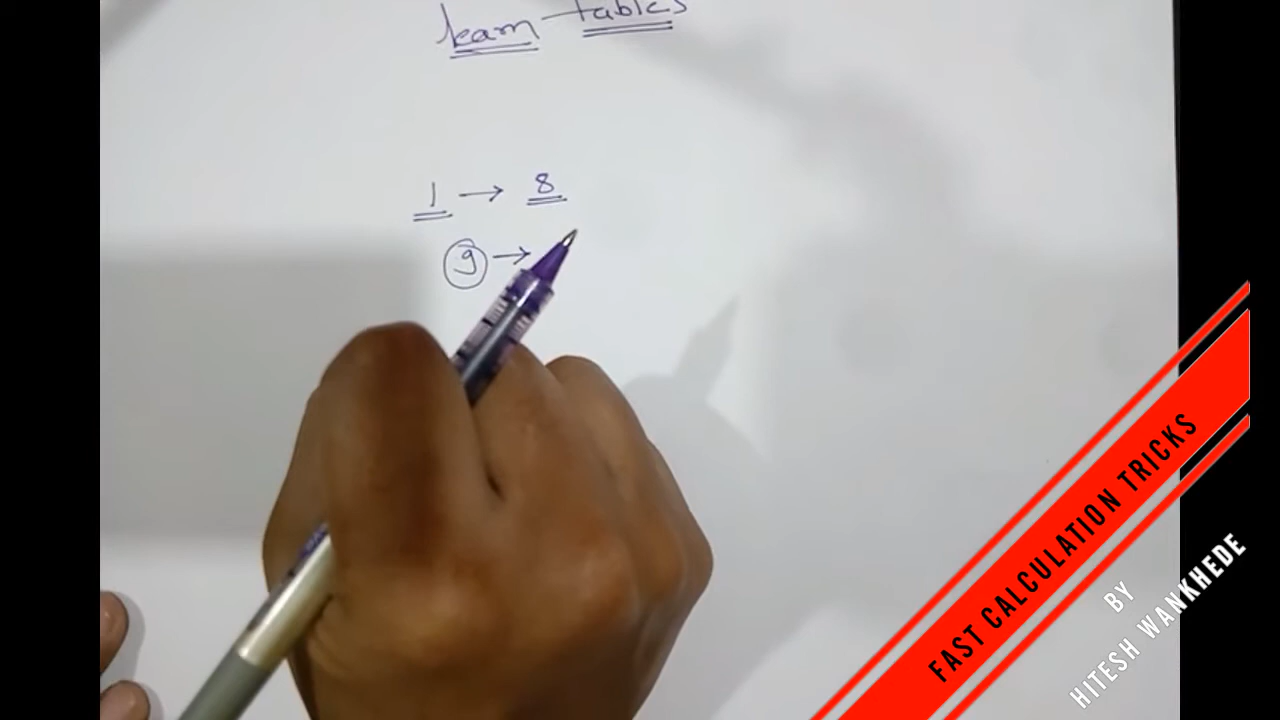 learn tables
1 → 8
9 →
FAST CALCULATION TRICKS
BY
HITESH WANKHEDE